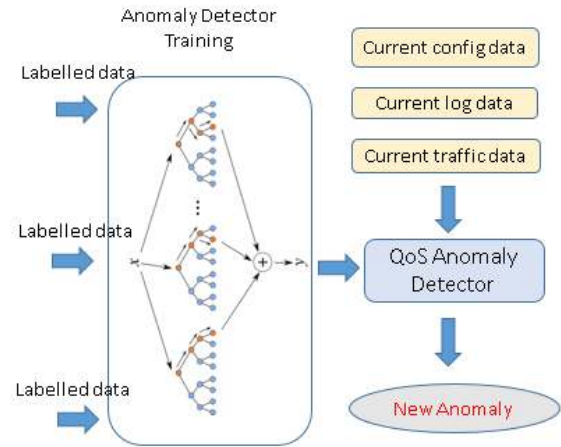 Anomaly Detector
Training
Labelled data
Labelled data
Labelled data
x
...
+
y
Current config data
Current log data
Current traffic data
QoS Anomaly
Detector
New Anomaly